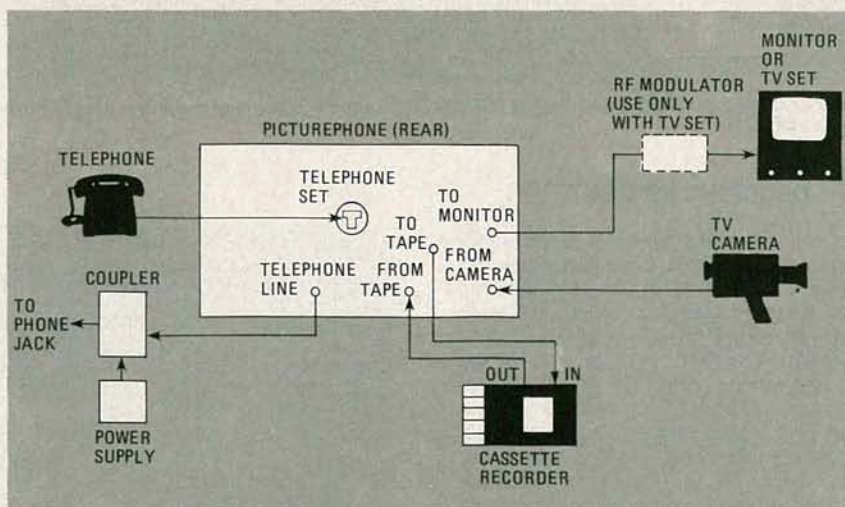 MONITOR
OR
TV SET
RF MODULATOR
(USE ONLY
WITH TV SET)
PICTUREPHONE (REAR)
TELEPHONE
TELEPHONE
SET
TO
MONITOR
TO
TAPE
FROM
CAMERA
TV
CAMERA
TELEPHONE
LINE
FROM
TAPE
COUPLER
TO
PHONE
JACK
POWER
SUPPLY
OUT
IN
CASSETTE
RECORDER